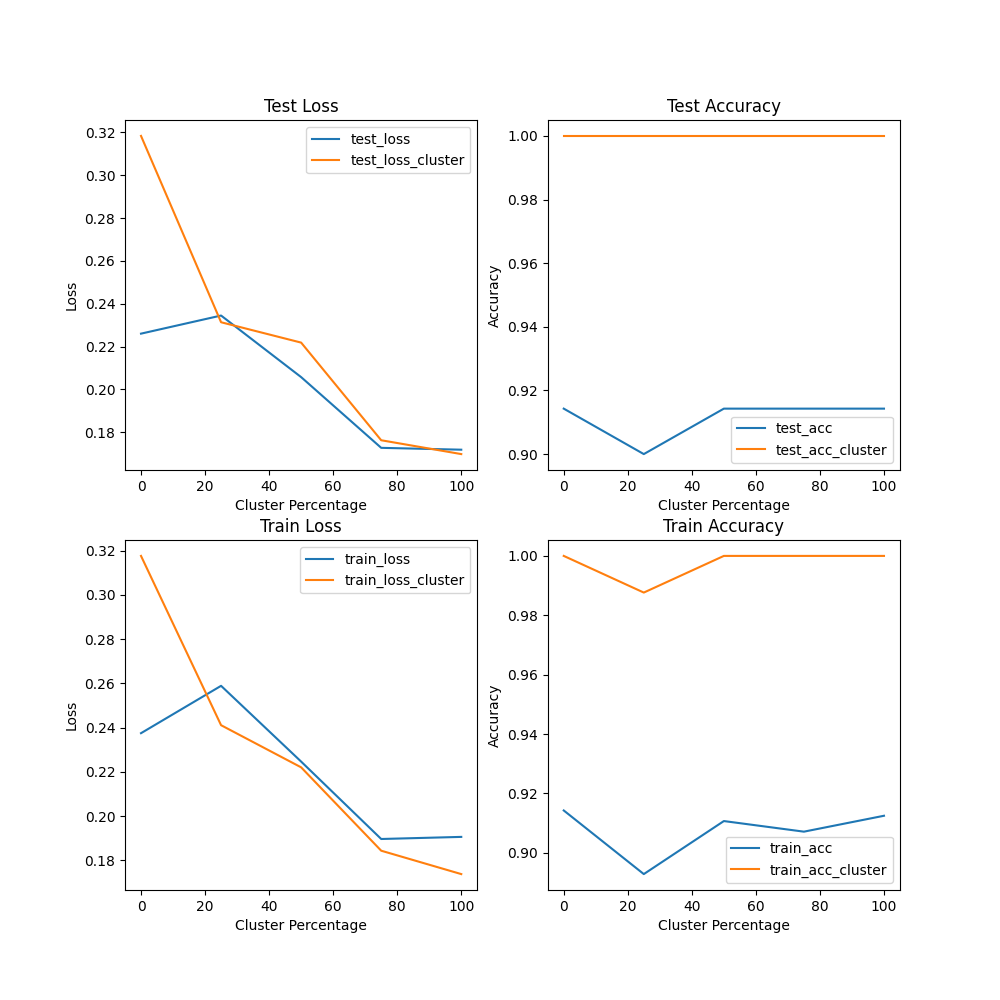 Test Loss
0.32
0.30
0.28
0.26
0.24
0.22
0.20
0.18
Loss
test_loss
test_loss_cluster
0 20 40 60 80 100
Cluster Percentage
Test Accuracy
1.00
0.98
0.96
0.94
0.92
0.90
Accuracy
test_acc
test_acc_cluster
0 20 40 60 80 100
Cluster Percentage
Train Loss
0.32
0.30
0.28
0.26
0.24
0.22
0.20
0.18
Loss
train_loss
train_loss_cluster
0 20 40 60 80 100
Cluster Percentage
Train Accuracy
1.00
0.98
0.96
0.94
0.92
0.90
Accuracy
train_acc
train_acc_cluster
0 20 40 60 80 100
Cluster Percentage